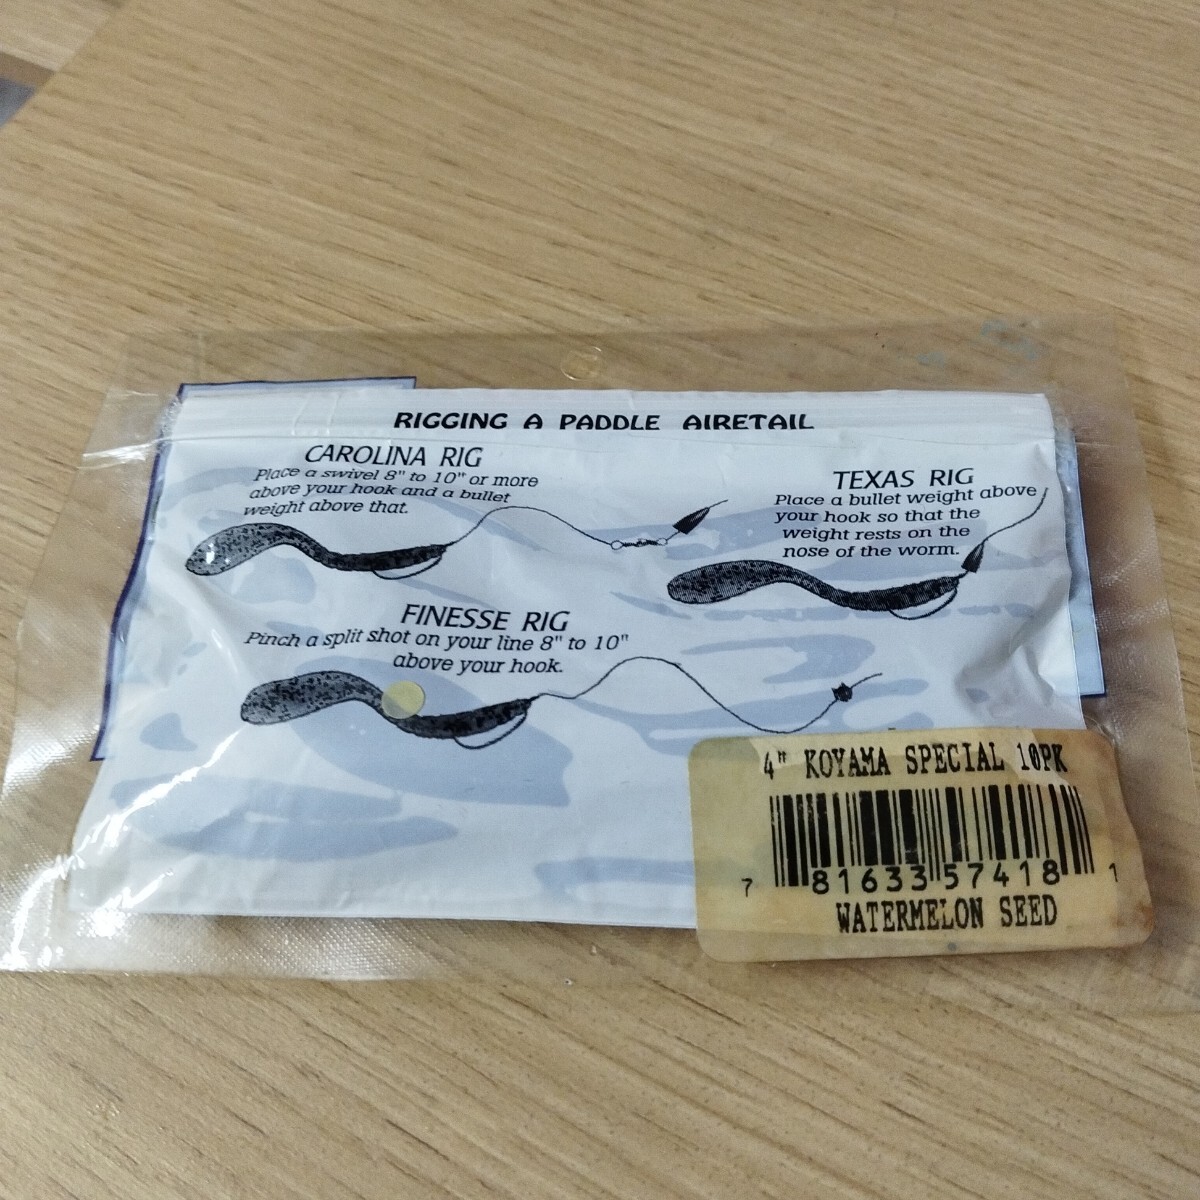 RIGGING A PADDLE AIRETAIL
CAROLINA RIG
Place a swivel 8" to 10" or more
above your hook and a bullet
weight above that.
TEXAS RIG
Place a bullet weight above
your hook so that the
weight rests on the
nose of the worm.
FINESSE RIG
Pinch a split shot on your line 8" to 10"
above your hook.
4" KOYAMA SPECIAL 10PK
7 81633 57418 1
WATERMELON SEED